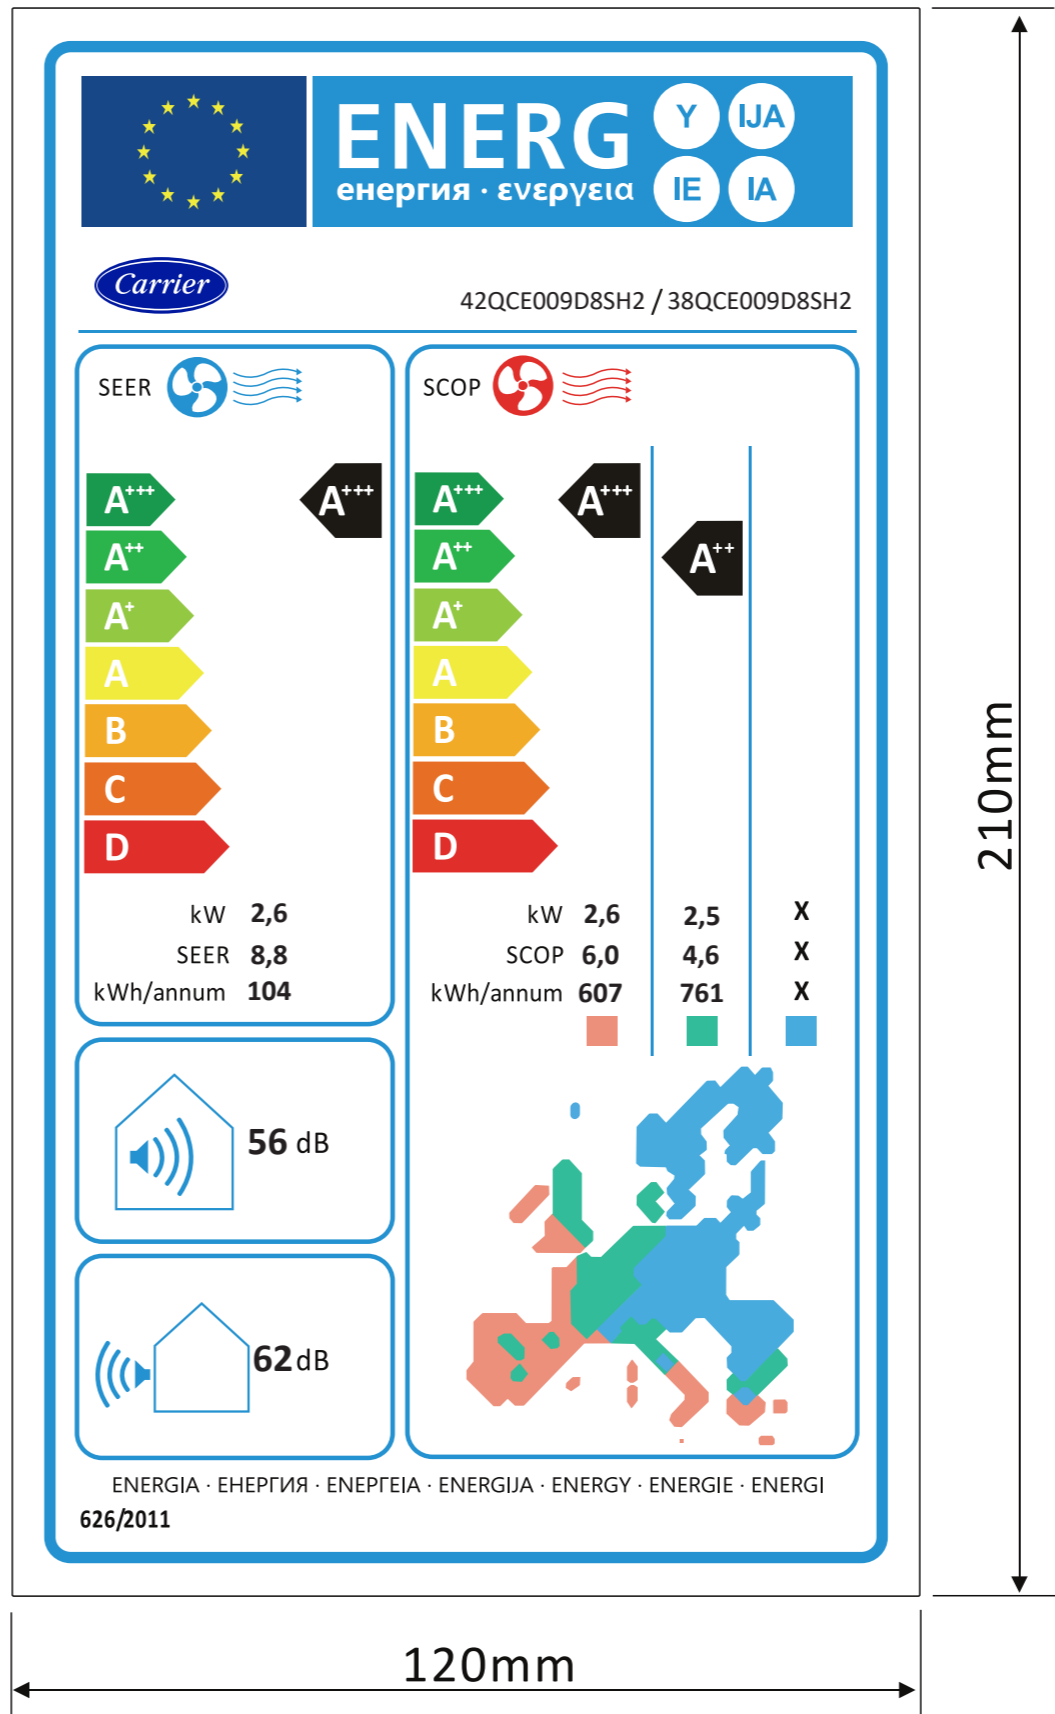 ENERG Y IJA
енергия · ενεργεια IE IA
Carrier
42QCE009D8SH2 / 38QCE009D8SH2
SEER
A+++
A+++
A++
A+
A
B
C
D
kW 2,6
SEER 8,8
kWh/annum 104
SCOP
A+++
A+++
A++
A++
A+
A
B
C
D
kW 2,6 2,5 X
SCOP 6,0 4,6 X
kWh/annum 607 761 X
56 dB
62 dB
ENERGIA · ЕНЕРГИЯ · ΕΝΕΡΓΕΙΑ · ENERGIJA · ENERGY · ENERGIE · ENERGI
626/2011
210mm
120mm